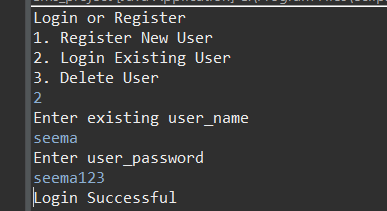 Login or Register
1. Register New User
2. Login Existing User
3. Delete User
2
Enter existing user_name
seema
Enter user_password
seema123
Login Successful